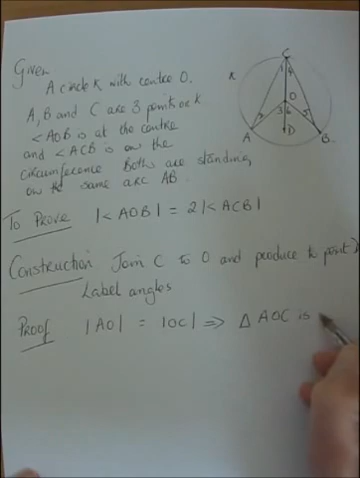 Given
A circle K with centre O.
A, B and C are 3 points on K
<AOB is at the centre
and <ACB is on the
circumference Both are standing
on the same arc AB.
To Prove |<AOB| = 2|<ACB|
Construction Join C to O and produce to point D
Label angles
Proof |AO| = |OC| ⇒ Δ AOC is
C
K
1 4
O
3 6
2 5
A D B